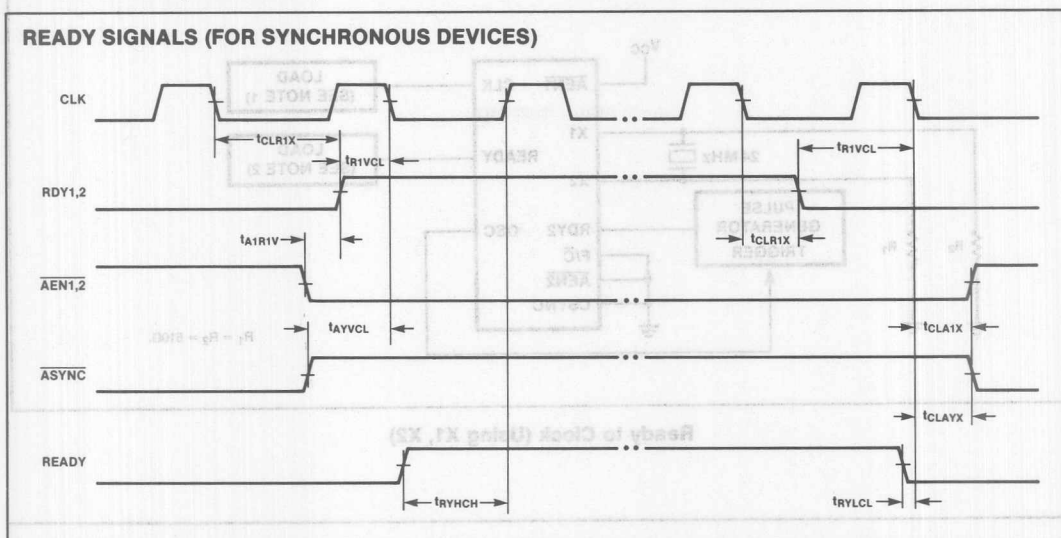 READY SIGNALS (FOR SYNCHRONOUS DEVICES)
CLK
tCLR1X
tR1VCL
tR1VCL
RDY1,2
tA1R1V
tCLR1X
AEN1,2
tAYVCL
tCLA1X
ASYNC
tCLAYX
READY
tRYHCH
tRYLCL